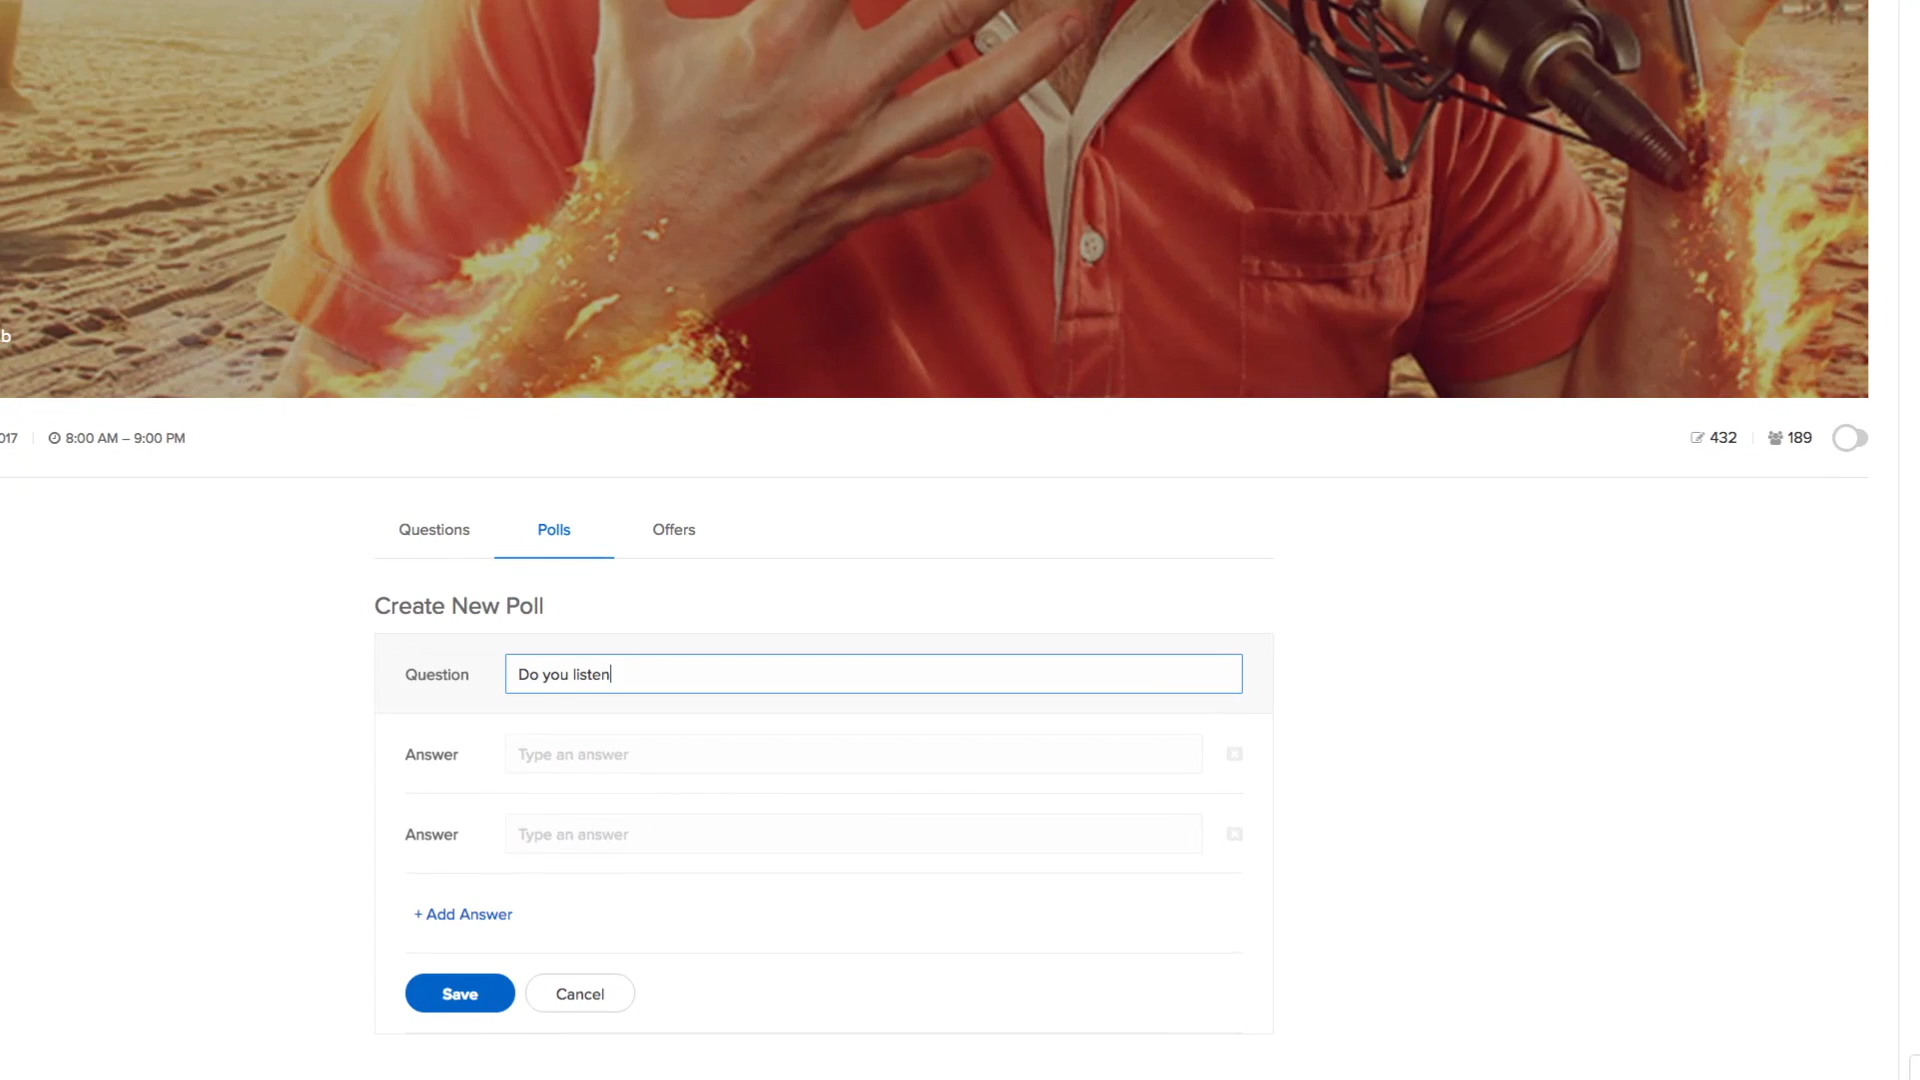 b
017 8:00 AM – 9:00 PM 432 189
Questions Polls Offers
Create New Poll
Question Do you listen
Answer Type an answer
Answer Type an answer
+ Add Answer
Save Cancel